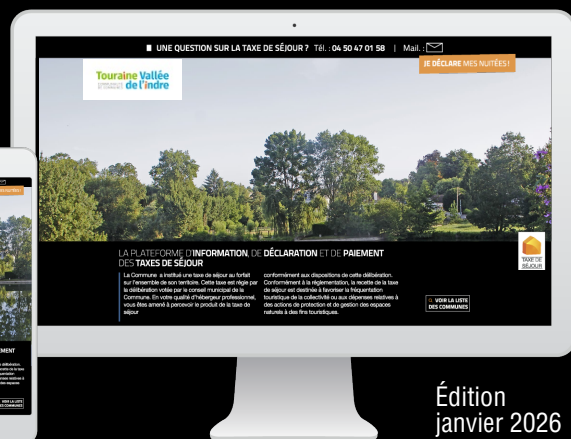 UNE QUESTION SUR LA TAXE DE SÉJOUR ? Tél. : 04 50 47 01 58 | Mail. :
JE DÉCLARE MES NUITÉES !
Touraine Vallée
COMMUNAUTÉ
DE COMMUNES de l'indre
LA PLATEFORME D'INFORMATION, DE DÉCLARATION ET DE PAIEMENT
DES TAXES DE SÉJOUR
La Commune a institué une taxe de séjour au forfait
sur l'ensemble de son territoire. Cette taxe est régie par
la délibération votée par le conseil municipal de la
Commune. En votre qualité d'hébergeur professionnel,
vous êtes amené à percevoir le produit de la taxe de
séjour
conformément aux dispositions de cette délibération.
Conformément à la réglementation, la recette de la taxe
de séjour est destinée à favoriser la fréquentation
touristique de la collectivité ou aux dépenses relatives à
des actions de protection et de gestion des espaces
naturels à des fins touristiques.
TAXE DE
SÉJOUR
VOIR LA LISTE
DES COMMUNES
Édition
janvier 2026